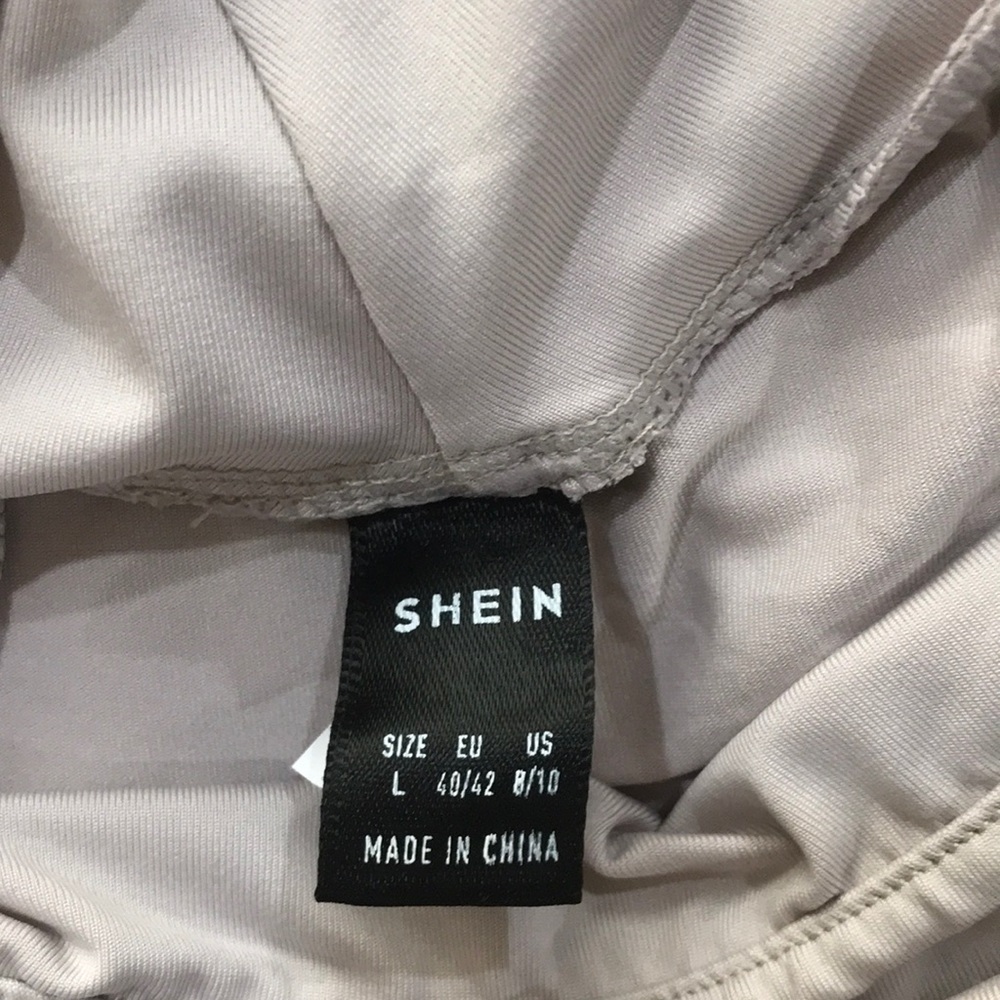 SHEIN
SIZE EU US
L 40/42 8/10
MADE IN CHINA